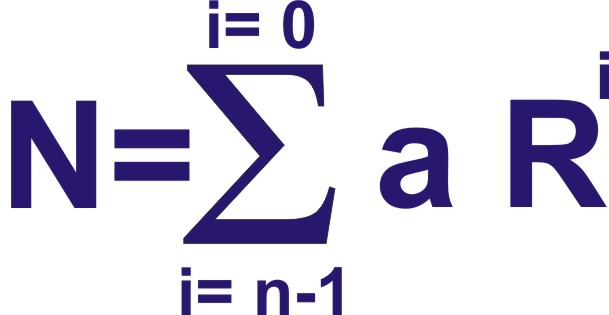 i= 0
N=∑ a R i
i= n-1